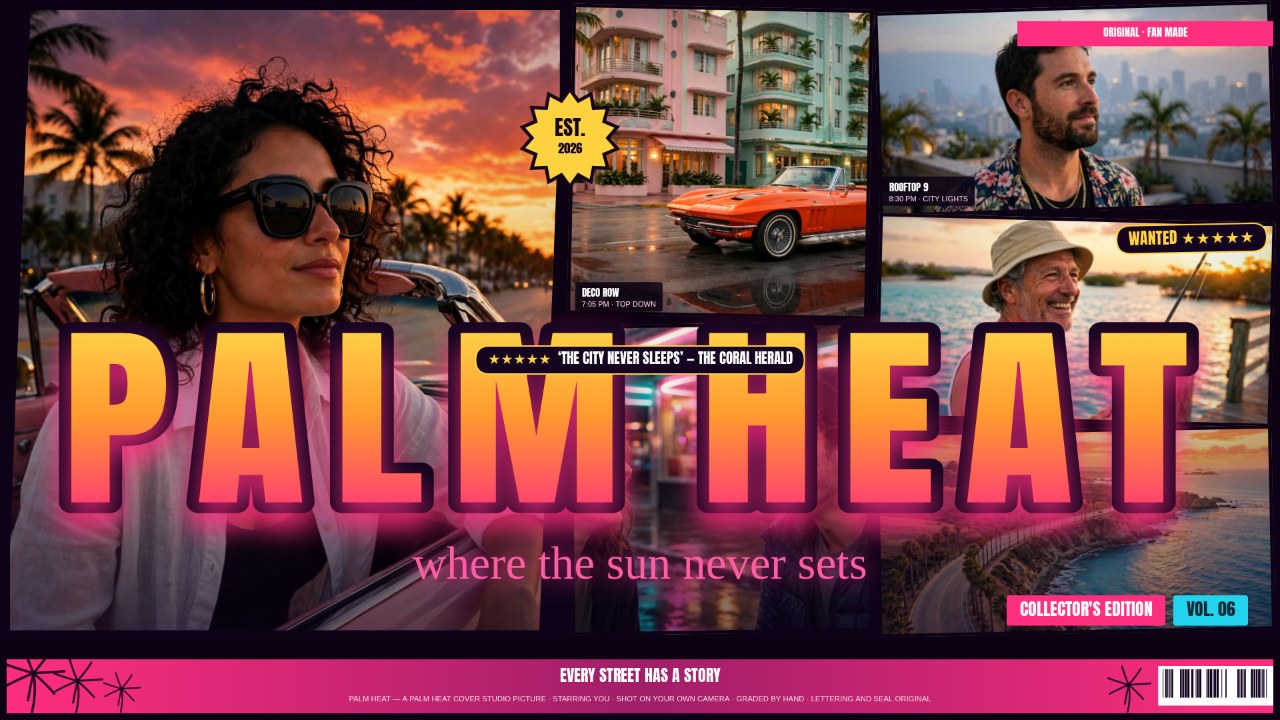 ORIGINAL · FAN MADE
EST.
2026
ROOFTOP 9
8:30 PM · CITY LIGHTS
WANTED ★★★★★
DECO ROW
7:05 PM · TOP DOWN
★★★★★ 'THE CITY NEVER SLEEPS' – THE CORAL HERALD
PALM HEAT
where the sun never sets
COLLECTOR'S EDITION
VOL. 06
EVERY STREET HAS A STORY
PALM HEAT — A PALM HEAT COVER STUDIO PICTURE · STARRING YOU · SHOT ON YOUR OWN CAMERA · GRADED BY HAND · LETTERING AND SEAL ORIGINAL